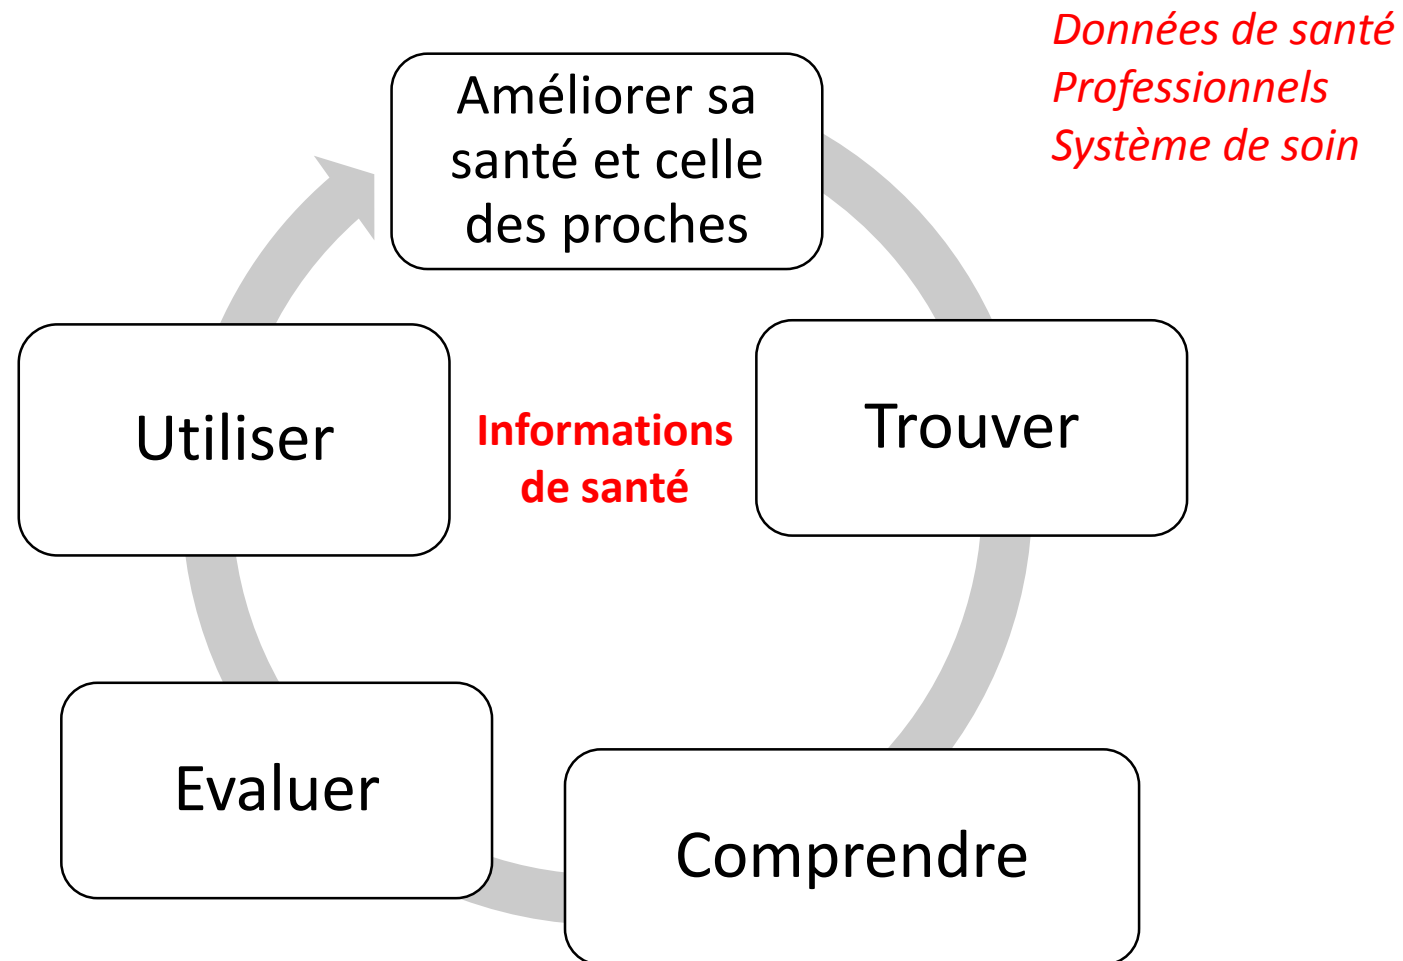 Données de santé
Professionnels
Système de soin
Améliorer sa
santé et celle
des proches
Trouver
Utiliser
Informations
de santé
Evaluer
Comprendre